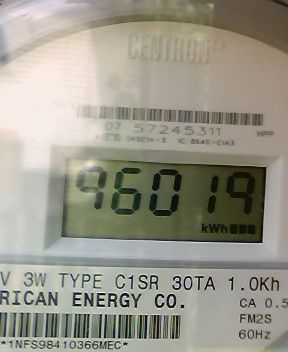 CENTRON®
07 57245311
HPP
96019
kWh
V 3W TYPE C1SR 30TA 1.0Kh
RICAN ENERGY CO.
CA 0.5
FM2S
60Hz
*1NFS98410366MEC*